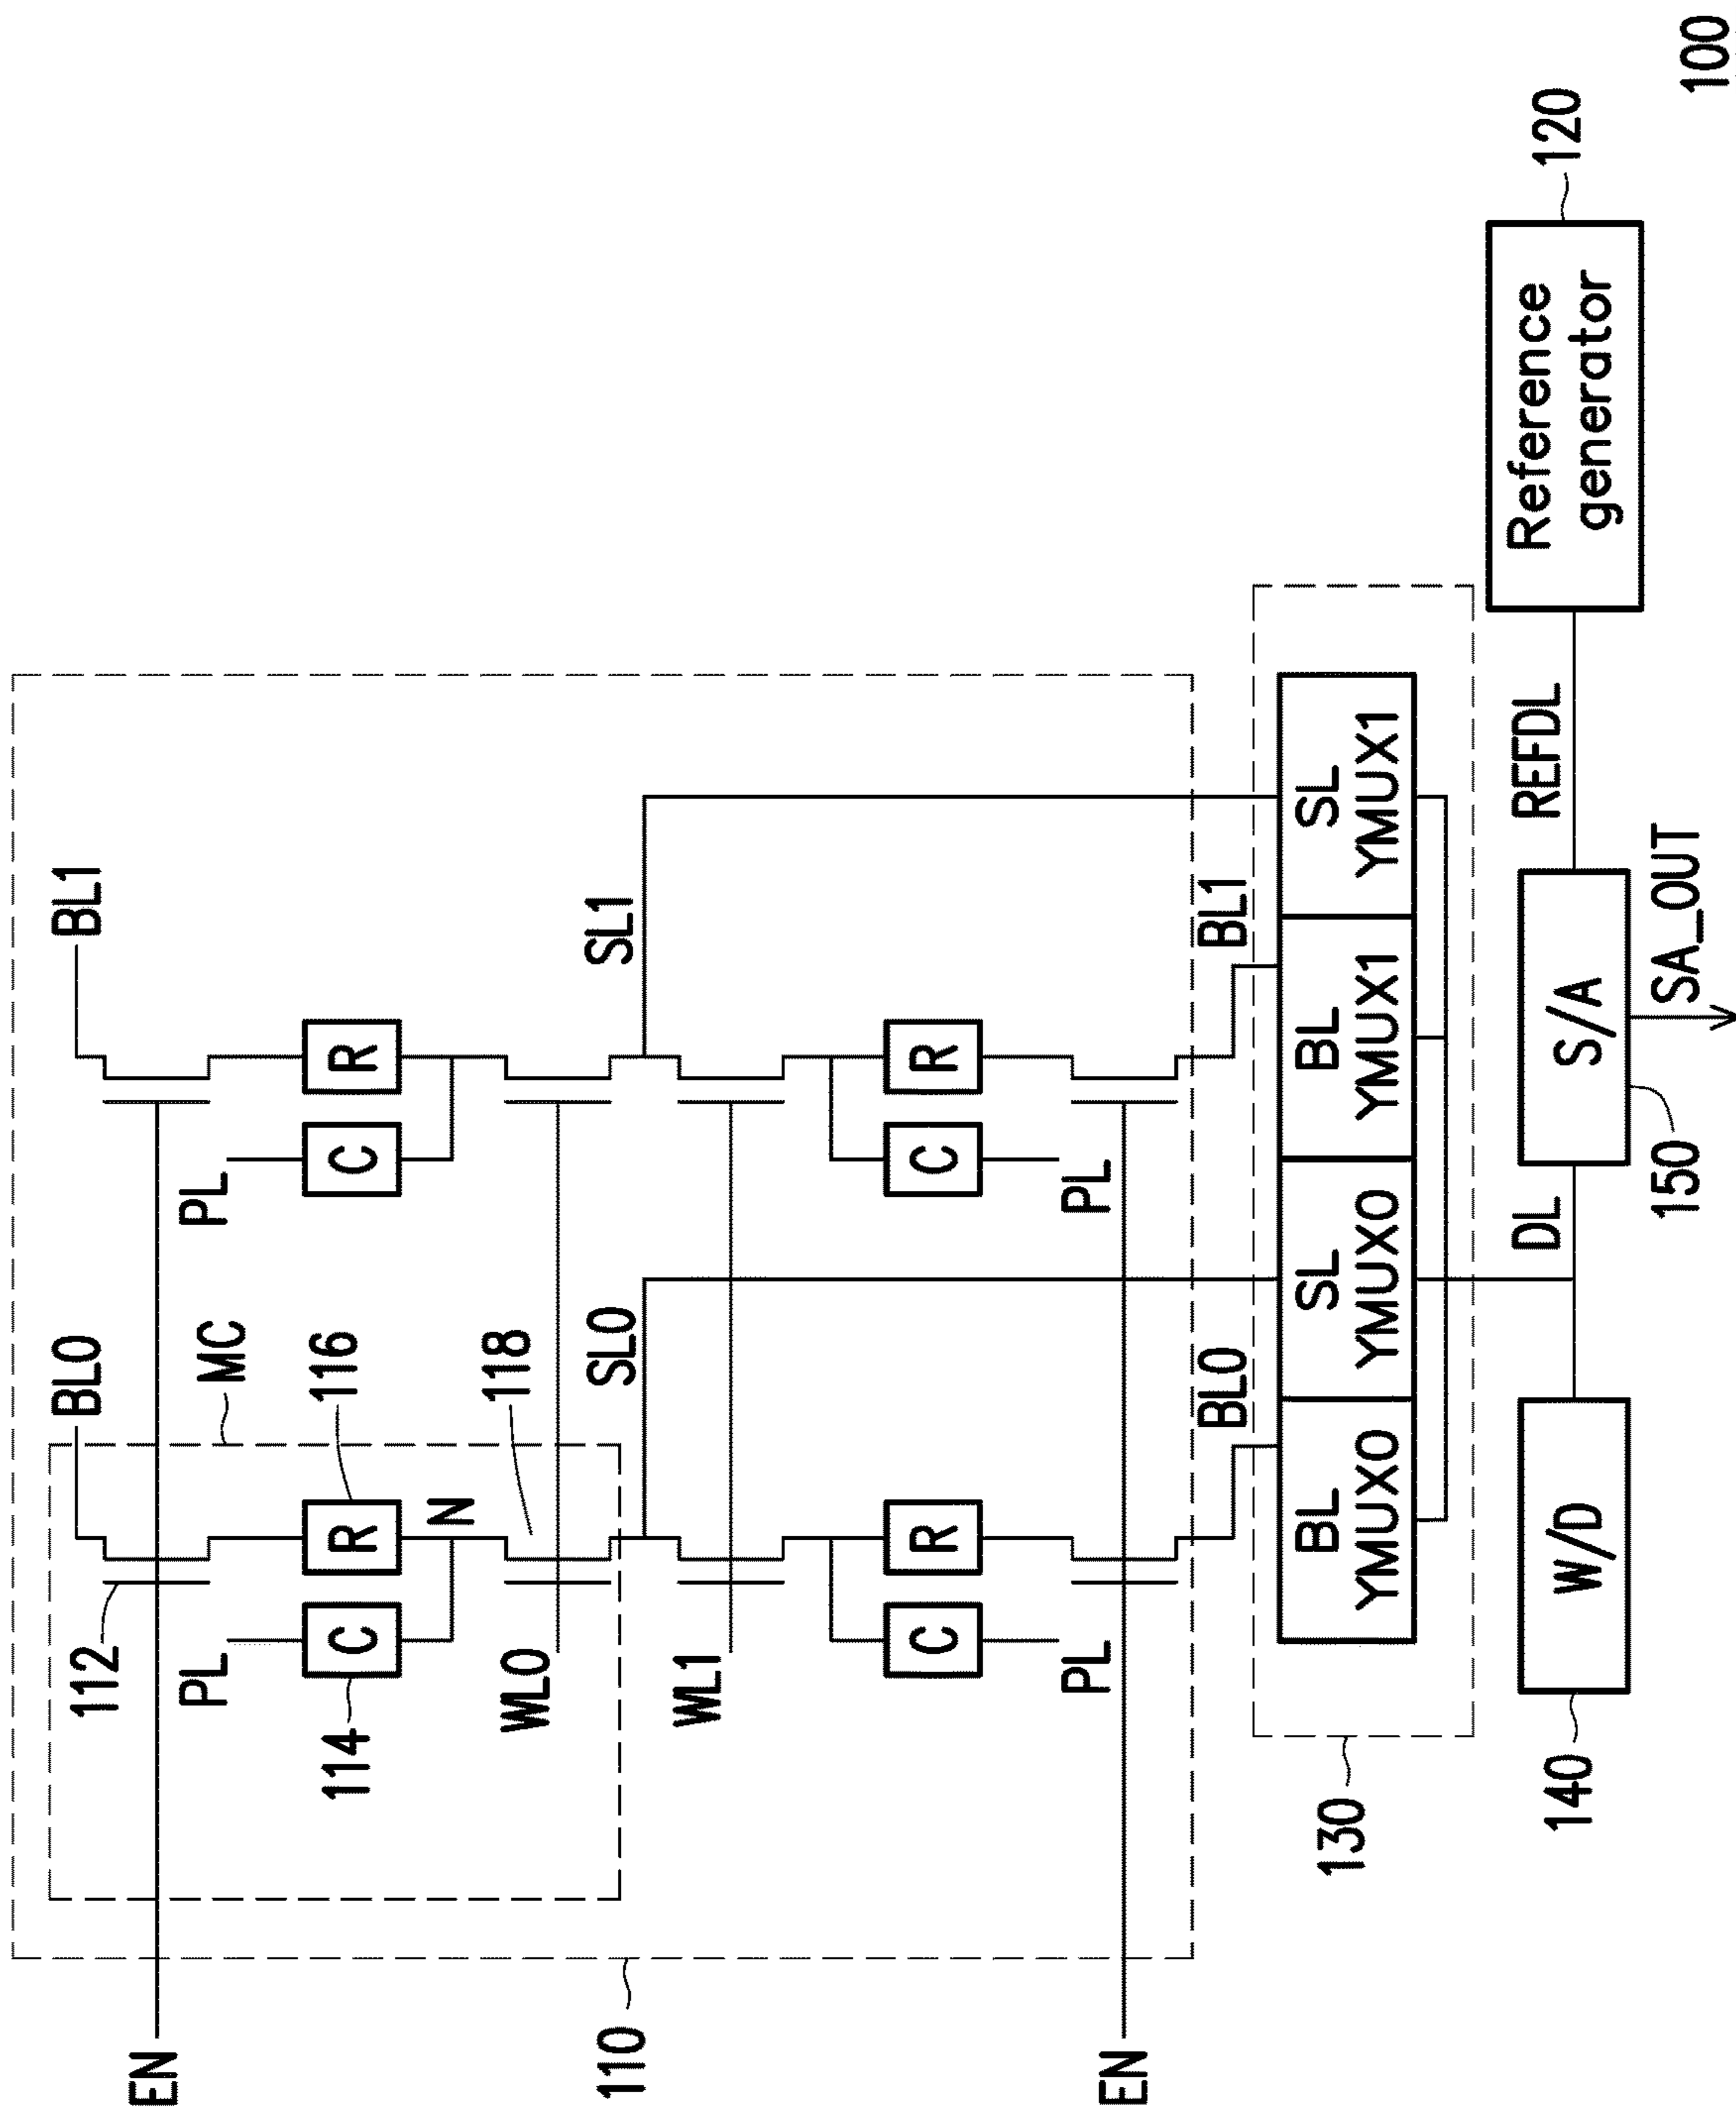 BL0
BL1
MC
EN
112
PL
PL
114
C
R
116
C
R
N
WL0
118
SL0
SL1
110
WL1
C
R
C
R
PL
PL
EN
BL0
BL1
130
BL
YMUX0
SL
YMUX0
BL
YMUX1
SL
YMUX1
140
W/D
DL
150
S/A
REFDL
Reference
generator
120
SA_OUT
100